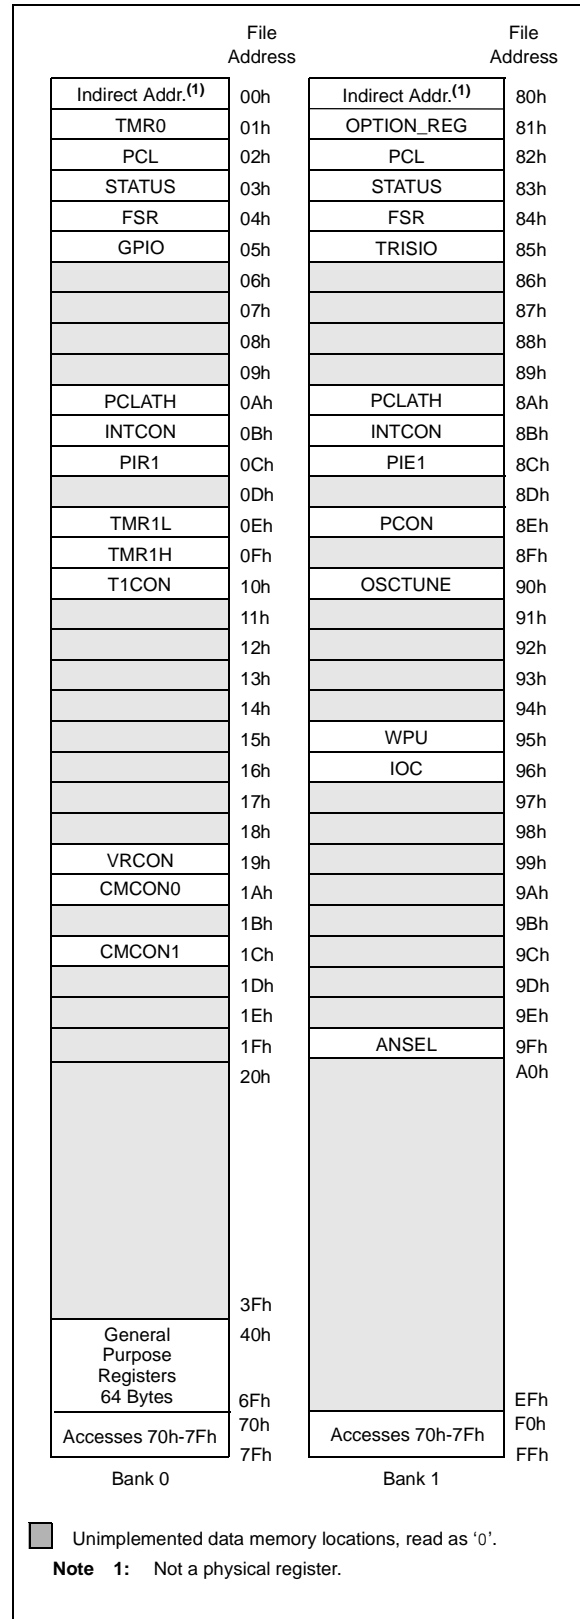 File Address File Address
Indirect Addr.(1) 00h Indirect Addr.(1) 80h
TMR0 01h OPTION_REG 81h
PCL 02h PCL 82h
STATUS 03h STATUS 83h
FSR 04h FSR 84h
GPIO 05h TRISIO 85h
06h 86h
07h 87h
08h 88h
09h 89h
PCLATH 0Ah PCLATH 8Ah
INTCON 0Bh INTCON 8Bh
PIR1 0Ch PIE1 8Ch
0Dh 8Dh
TMR1L 0Eh PCON 8Eh
TMR1H 0Fh 8Fh
T1CON 10h OSCTUNE 90h
11h 91h
12h 92h
13h 93h
14h 94h
15h WPU 95h
16h IOC 96h
17h 97h
18h 98h
VRCON 19h 99h
CMCON0 1Ah 9Ah
1Bh 9Bh
CMCON1 1Ch 9Ch
1Dh 9Dh
1Eh 9Eh
1Fh ANSEL 9Fh
20h A0h
3Fh
General 40h
Purpose
Registers
64 Bytes 6Fh EFh
70h F0h
Accesses 70h-7Fh Accesses 70h-7Fh
7Fh FFh
Bank 0 Bank 1
Unimplemented data memory locations, read as ‘0’.
Note 1: Not a physical register.